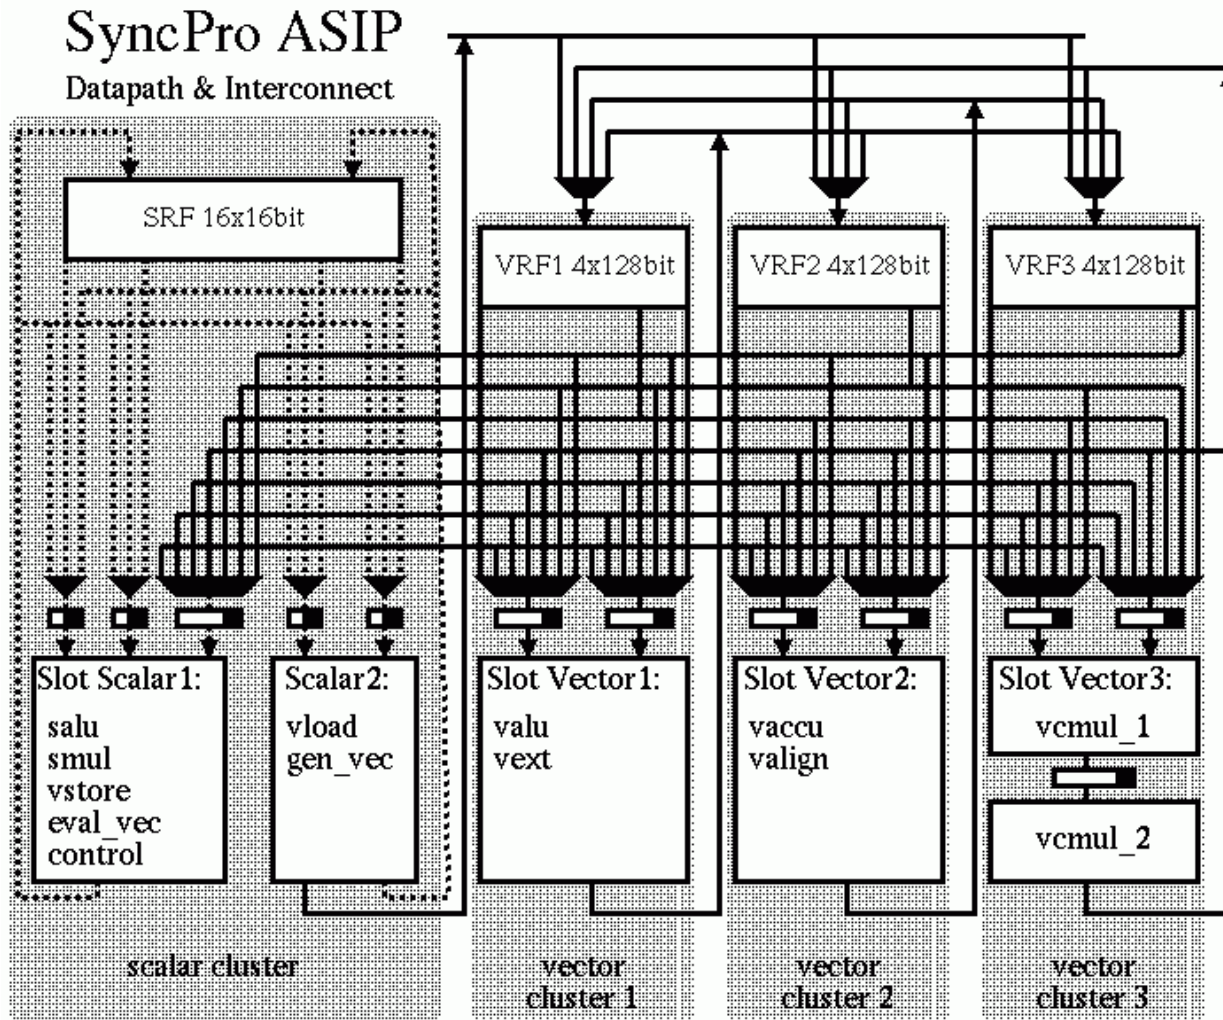 SyncPro ASIP
Datapath & Interconnect
SRF 16x16bit
VRF1 4x128bit
VRF2 4x128bit
VRF3 4x128bit
Slot Scalar1:
salu
smul
vstore
eval_vec
control
Scalar2:
vload
gen_vec
Slot Vector1:
valu
vext
Slot Vector2:
vaccu
valign
Slot Vector3:
vcmul_1
vcmul_2
scalar cluster
vector
cluster 1
vector
cluster 2
vector
cluster 3